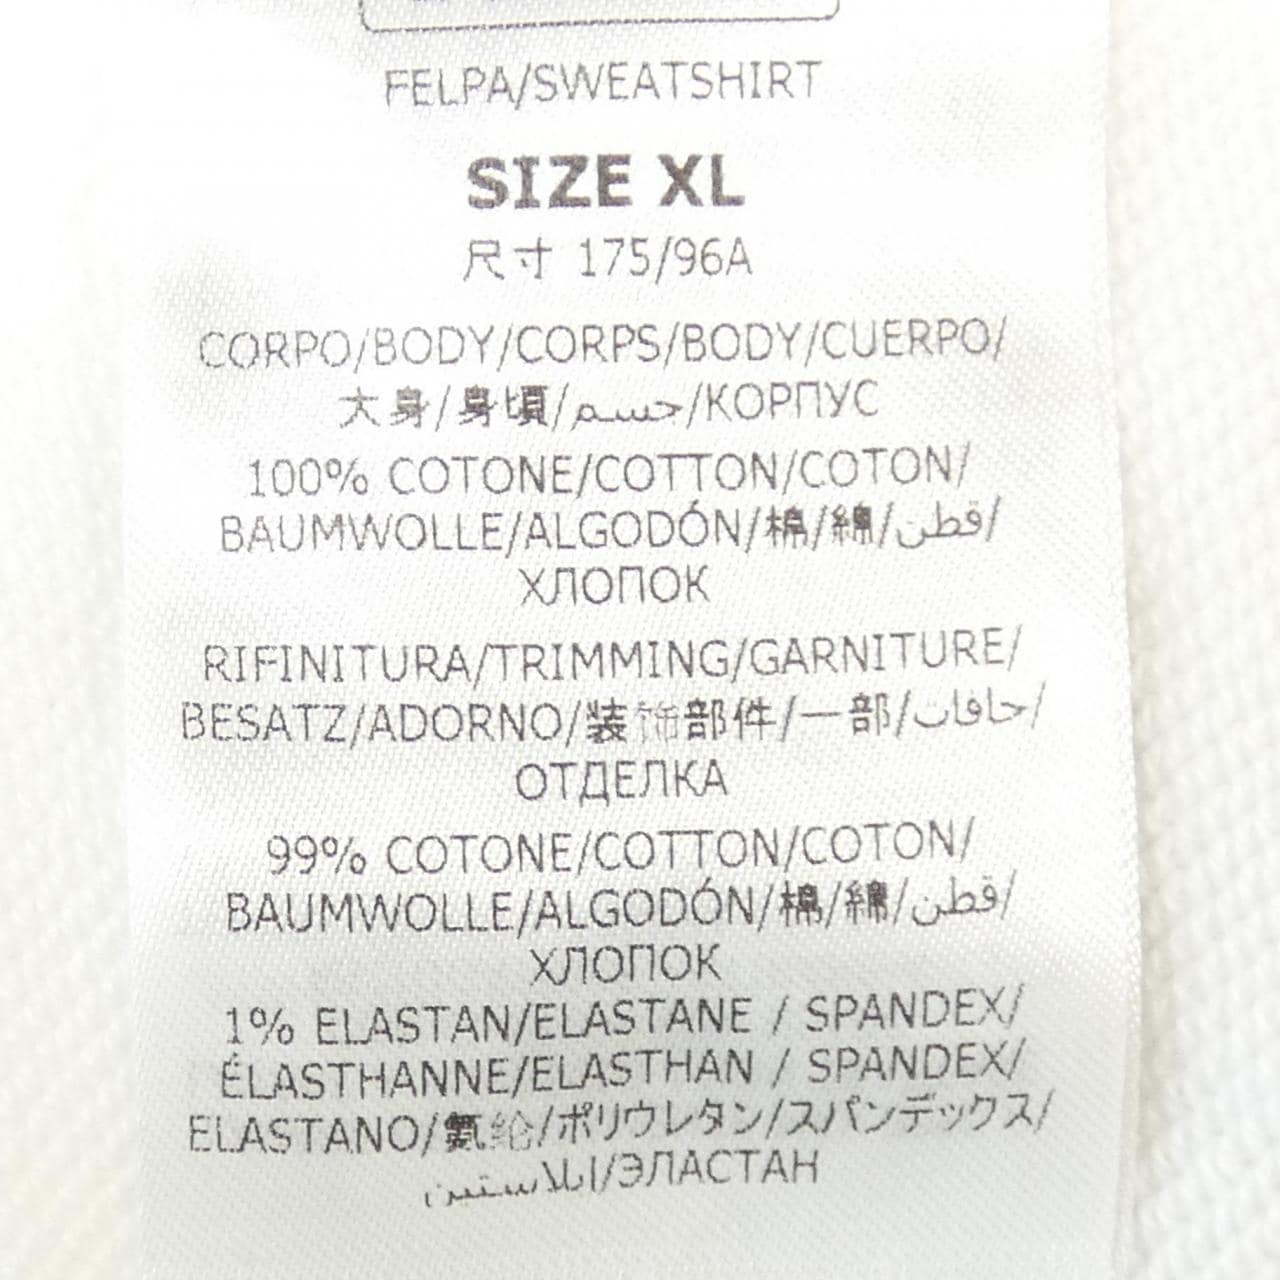 FELPA/SWEATSHIRT
SIZE XL
尺寸 175/96A
CORPO/BODY/CORPS/BODY/CUERPO/
大身/身頃/جسم/КОРПУС
100% COTONE/COTTON/COTON/
BAUMWOLLE/ALGODÓN/棉/綿/قطن/
ХЛОПОК
RIFINITURA/TRIMMING/GARNITURE/
BESATZ/ADORNO/装饰部件/一部/حافات/
ОТДЕЛКА
99% COTONE/COTTON/COTON/
BAUMWOLLE/ALGODÓN/棉/綿/قطن/
ХЛОПОК
1% ELASTAN/ELASTANE / SPANDEX/
ÉLASTHANNE/ELASTHAN / SPANDEX/
ELASTANO/氨纶/ポリウレタン/スパンデックス/
ايلاستين/ЭЛАСТАН